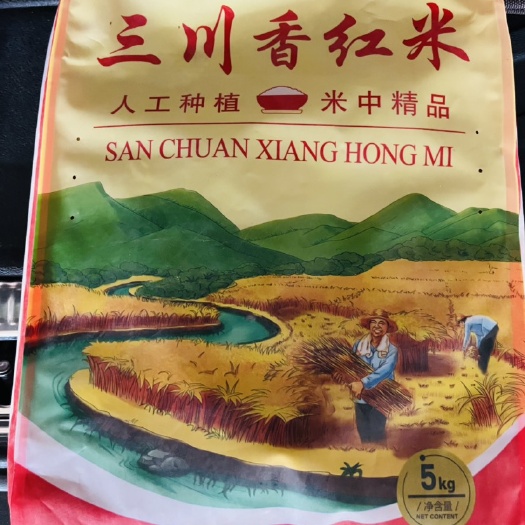 三川香红米
人工种植 米中精品
SAN CHUAN XIANG HONG MI
5kg
/净含量/
NET CONTENT